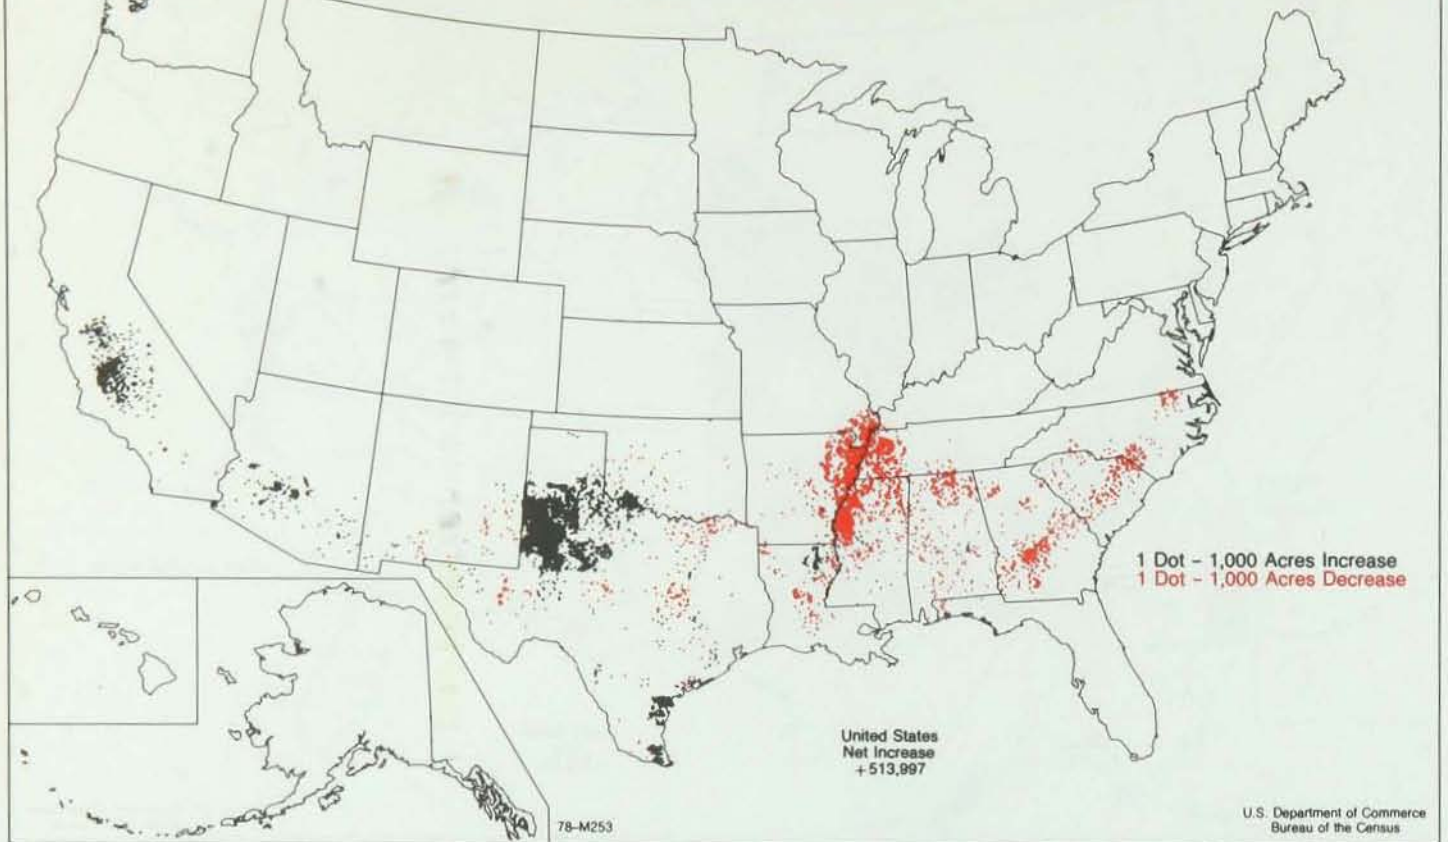 1 Dot - 1,000 Acres Increase
1 Dot - 1,000 Acres Decrease
United States
Net Increase
+513,997
78-M253
U.S. Department of Commerce
Bureau of the Census